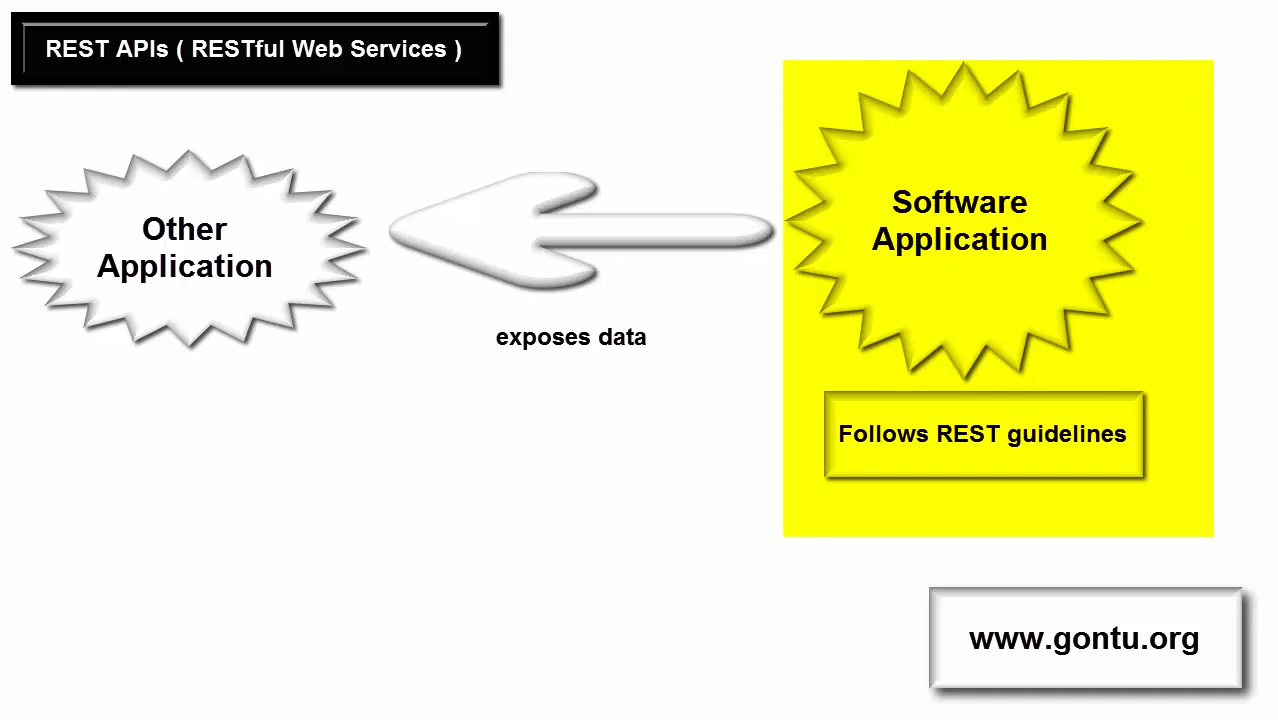 REST APIs ( RESTful Web Services )
Other
Application
exposes data
Software
Application
Follows REST guidelines
www.gontu.org